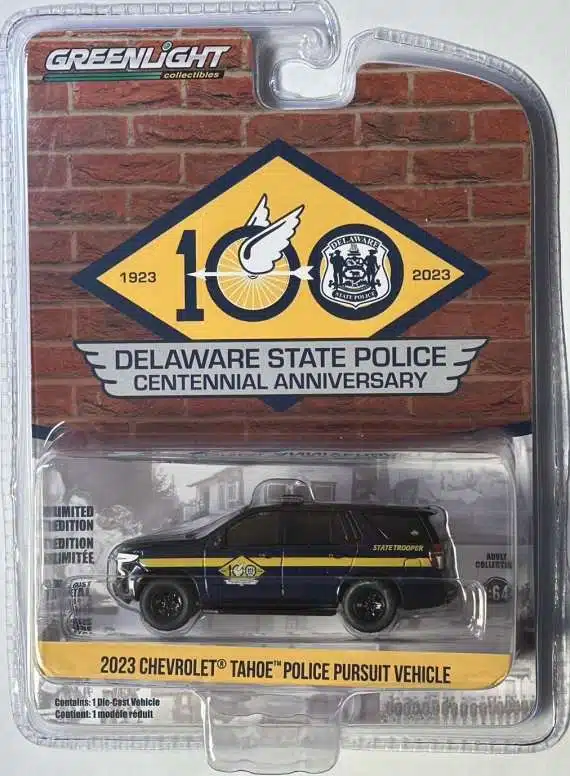 GREENLIGHT
collectibles
1923
100
2023
DELAWARE
STATE POLICE
DELAWARE STATE POLICE
CENTENNIAL ANNIVERSARY
LIMITED
EDITION
EDITION
LIMITÉE
STATE TROOPER
100
ADULT
COLLECTIBLE
1:64
2023 CHEVROLET® TAHOE™ POLICE PURSUIT VEHICLE
Contains: 1 Die-Cast Vehicle
Contient: 1 modèle réduit